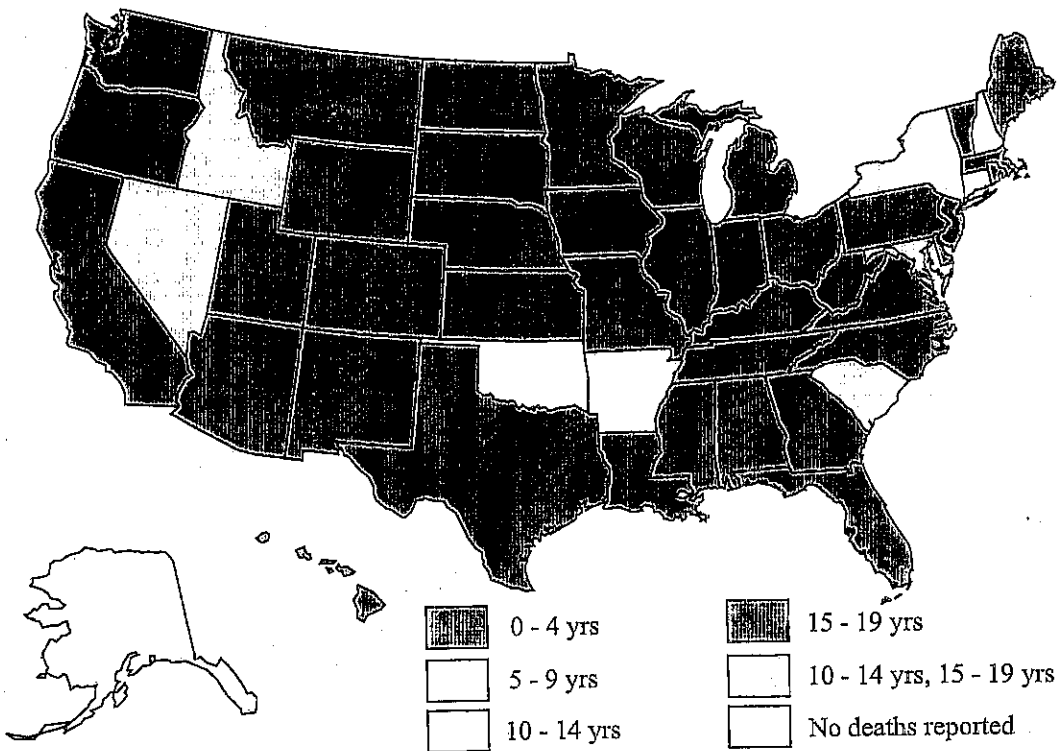 0 - 4 yrs
5 - 9 yrs
10 - 14 yrs
15 - 19 yrs
10 - 14 yrs, 15 - 19 yrs
No deaths reported